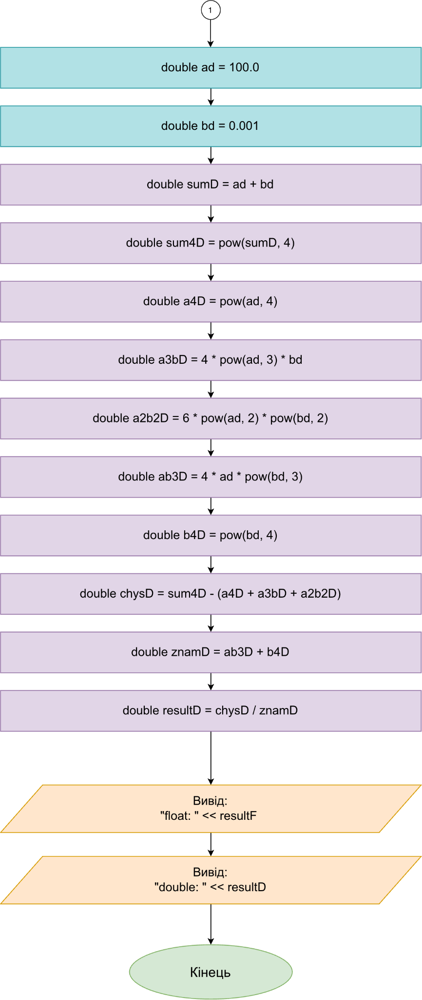 1
double ad = 100.0
double bd = 0.001
double sumD = ad + bd
double sum4D = pow(sumD, 4)
double a4D = pow(ad, 4)
double a3bD = 4 * pow(ad, 3) * bd
double a2b2D = 6 * pow(ad, 2) * pow(bd, 2)
double ab3D = 4 * ad * pow(bd, 3)
double b4D = pow(bd, 4)
double chysD = sum4D - (a4D + a3bD + a2b2D)
double znamD = ab3D + b4D
double resultD = chysD / znamD
Вивід:
"float: " << resultF
Вивід:
"double: " << resultD
Кінець